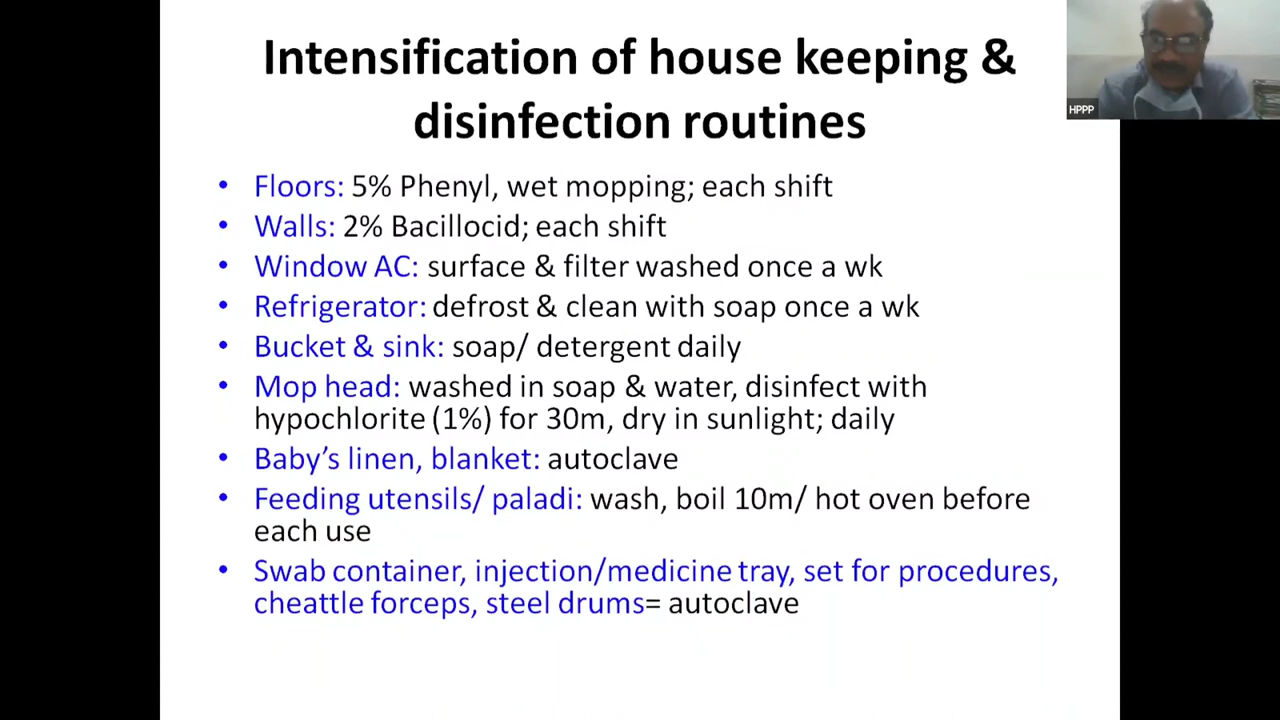 Intensification of house keeping &
disinfection routines
• Floors: 5% Phenyl, wet mopping; each shift
• Walls: 2% Bacillocid; each shift
• Window AC: surface & filter washed once a wk
• Refrigerator: defrost & clean with soap once a wk
• Bucket & sink: soap/ detergent daily
• Mop head: washed in soap & water, disinfect with
hypochlorite (1%) for 30m, dry in sunlight; daily
• Baby's linen, blanket: autoclave
• Feeding utensils/ paladi: wash, boil 10m/ hot oven before
each use
• Swab container, injection/medicine tray, set for procedures,
cheattle forceps, steel drums= autoclave
HPPP